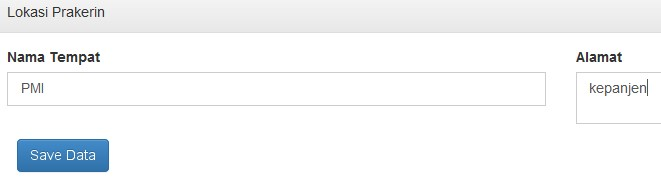 Lokasi Prakerin
Nama Tempat
Alamat
PMI
kepanjen
Save Data